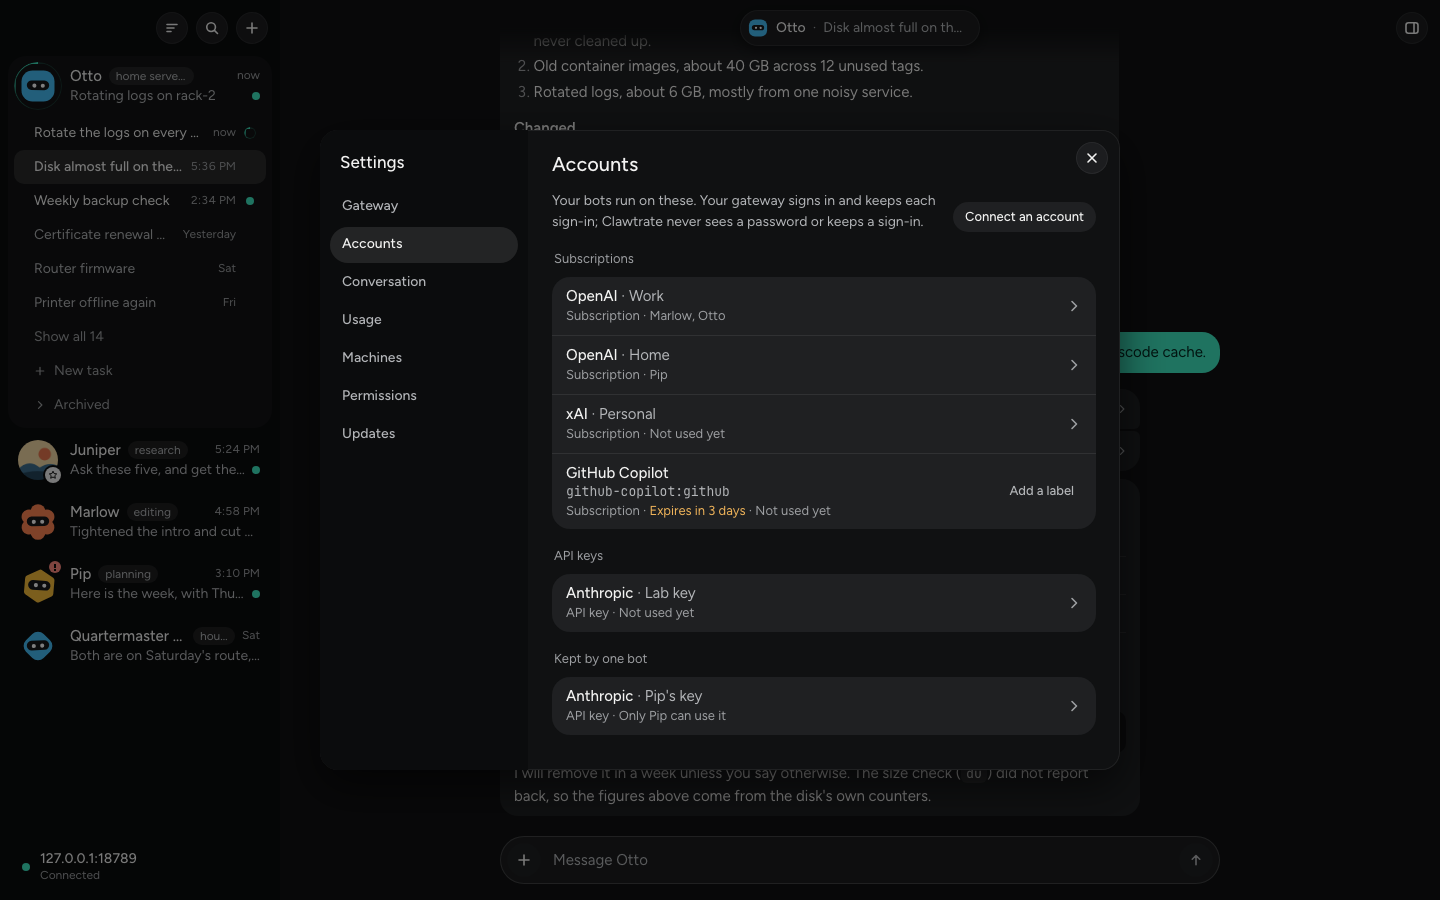 Otto · Disk almost full on th...
Otto home serve... now
Rotating logs on rack-2
Rotate the logs on every ... now
Disk almost full on the... 5:36 PM
Weekly backup check 2:34 PM
Certificate renewal ... Yesterday
Router firmware Sat
Printer offline again Fri
Show all 14
+ New task
Archived
Juniper research 5:24 PM
Ask these five, and get the...
Marlow editing 4:58 PM
Tightened the intro and cut ...
Pip planning 3:10 PM
Here is the week, with Thu...
Quartermaster ... hou... Sat
Both are on Saturday's route,...
127.0.0.1:18789
Connected
never cleaned up.
2. Old container images, about 40 GB across 12 unused tags.
3. Rotated logs, about 6 GB, mostly from one noisy service.
Changed
scode cache.
Settings
Gateway
Accounts
Conversation
Usage
Machines
Permissions
Updates
Accounts
Your bots run on these. Your gateway signs in and keeps each
sign-in; Clawtrate never sees a password or keeps a sign-in.
Connect an account
Subscriptions
OpenAI · Work
Subscription · Marlow, Otto
OpenAI · Home
Subscription · Pip
xAI · Personal
Subscription · Not used yet
GitHub Copilot
github-copilot:github
Subscription · Expires in 3 days · Not used yet
Add a label
API keys
Anthropic · Lab key
API key · Not used yet
Kept by one bot
Anthropic · Pip's key
API key · Only Pip can use it
I will remove it in a week unless you say otherwise. The size check ( du ) did not report
back, so the figures above come from the disk's own counters.
Message Otto